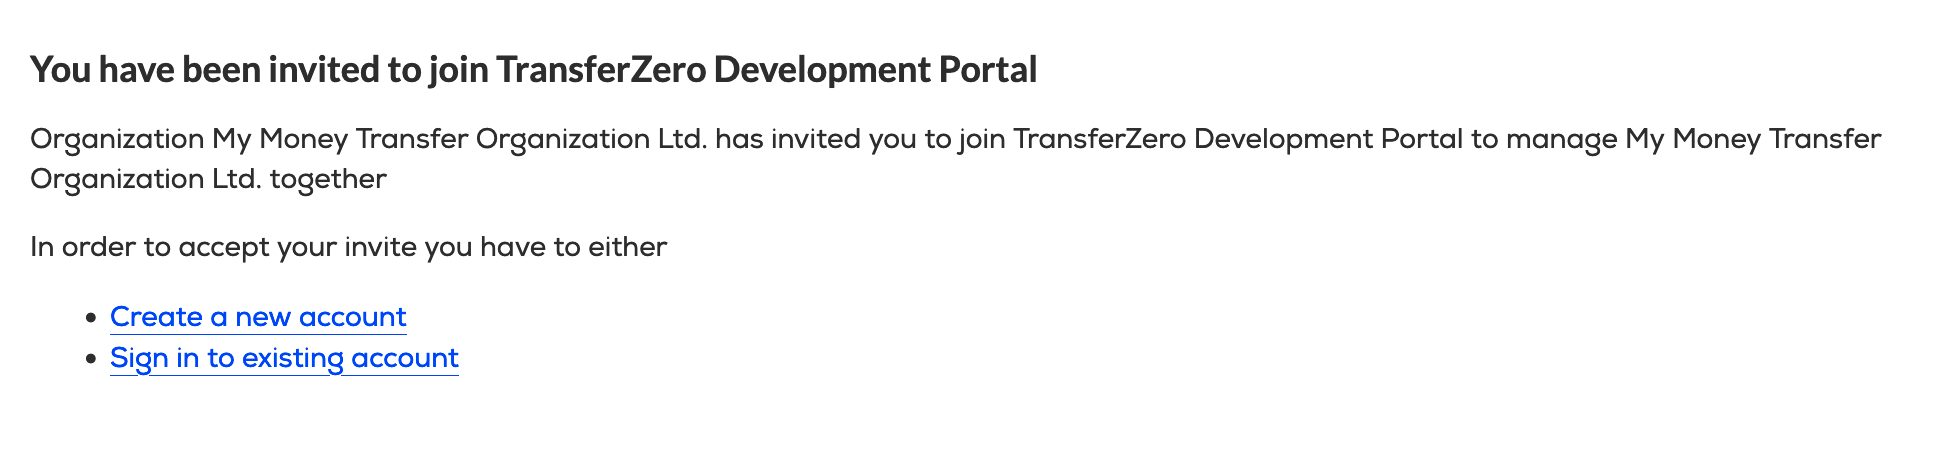 You have been invited to join TransferZero Development Portal
Organization My Money Transfer Organization Ltd. has invited you to join TransferZero Development Portal to manage My Money Transfer
Organization Ltd. together
In order to accept your invite you have to either
Create a new account
Sign in to existing account